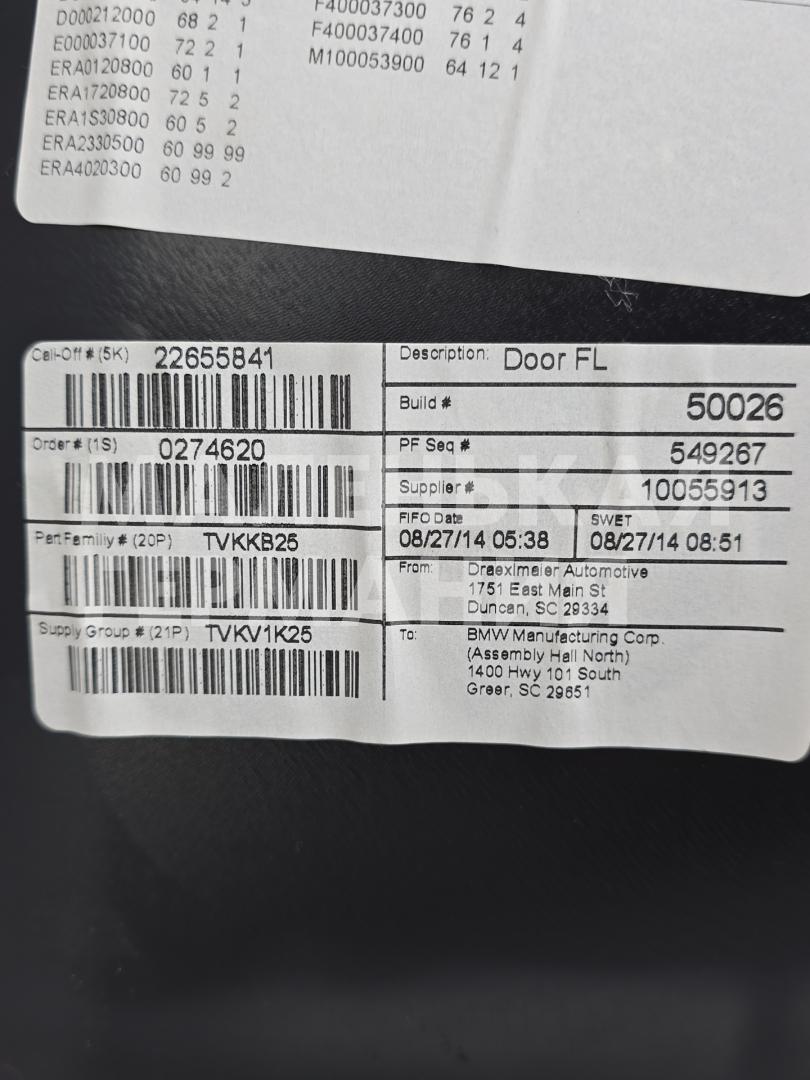 D000212000 68 2 1
E000037100 72 2 1
ERA0120800 60 1 1
ERA1720800 72 5 2
ERA1S30800 60 5 2
ERA2330500 60 99 99
ERA4020300 60 99 2
F400037300 76 2 4
F400037400 76 1 4
M100053900 64 12 1
Call-Off # (5K) 22655841
Order# (1S) 0274620
Part Family # (20P) TVKKB25
Supply Group # (21P) TVKV1K25
Description: Door FL
Build # 50026
PF Seq # 549267
Supplier# 10055913
FIFO Date
08/27/14 05:38
SWET
08/27/14 08:51
From: Draexlmaier Automotive
1751 East Main St
Duncan, SC 29334
To: BMW Manufacturing Corp.
(Assembly Hall North)
1400 Hwy 101 South
Greer, SC 29651
МАЛЕНЬКАЯ
ГЕРМАНИЯ